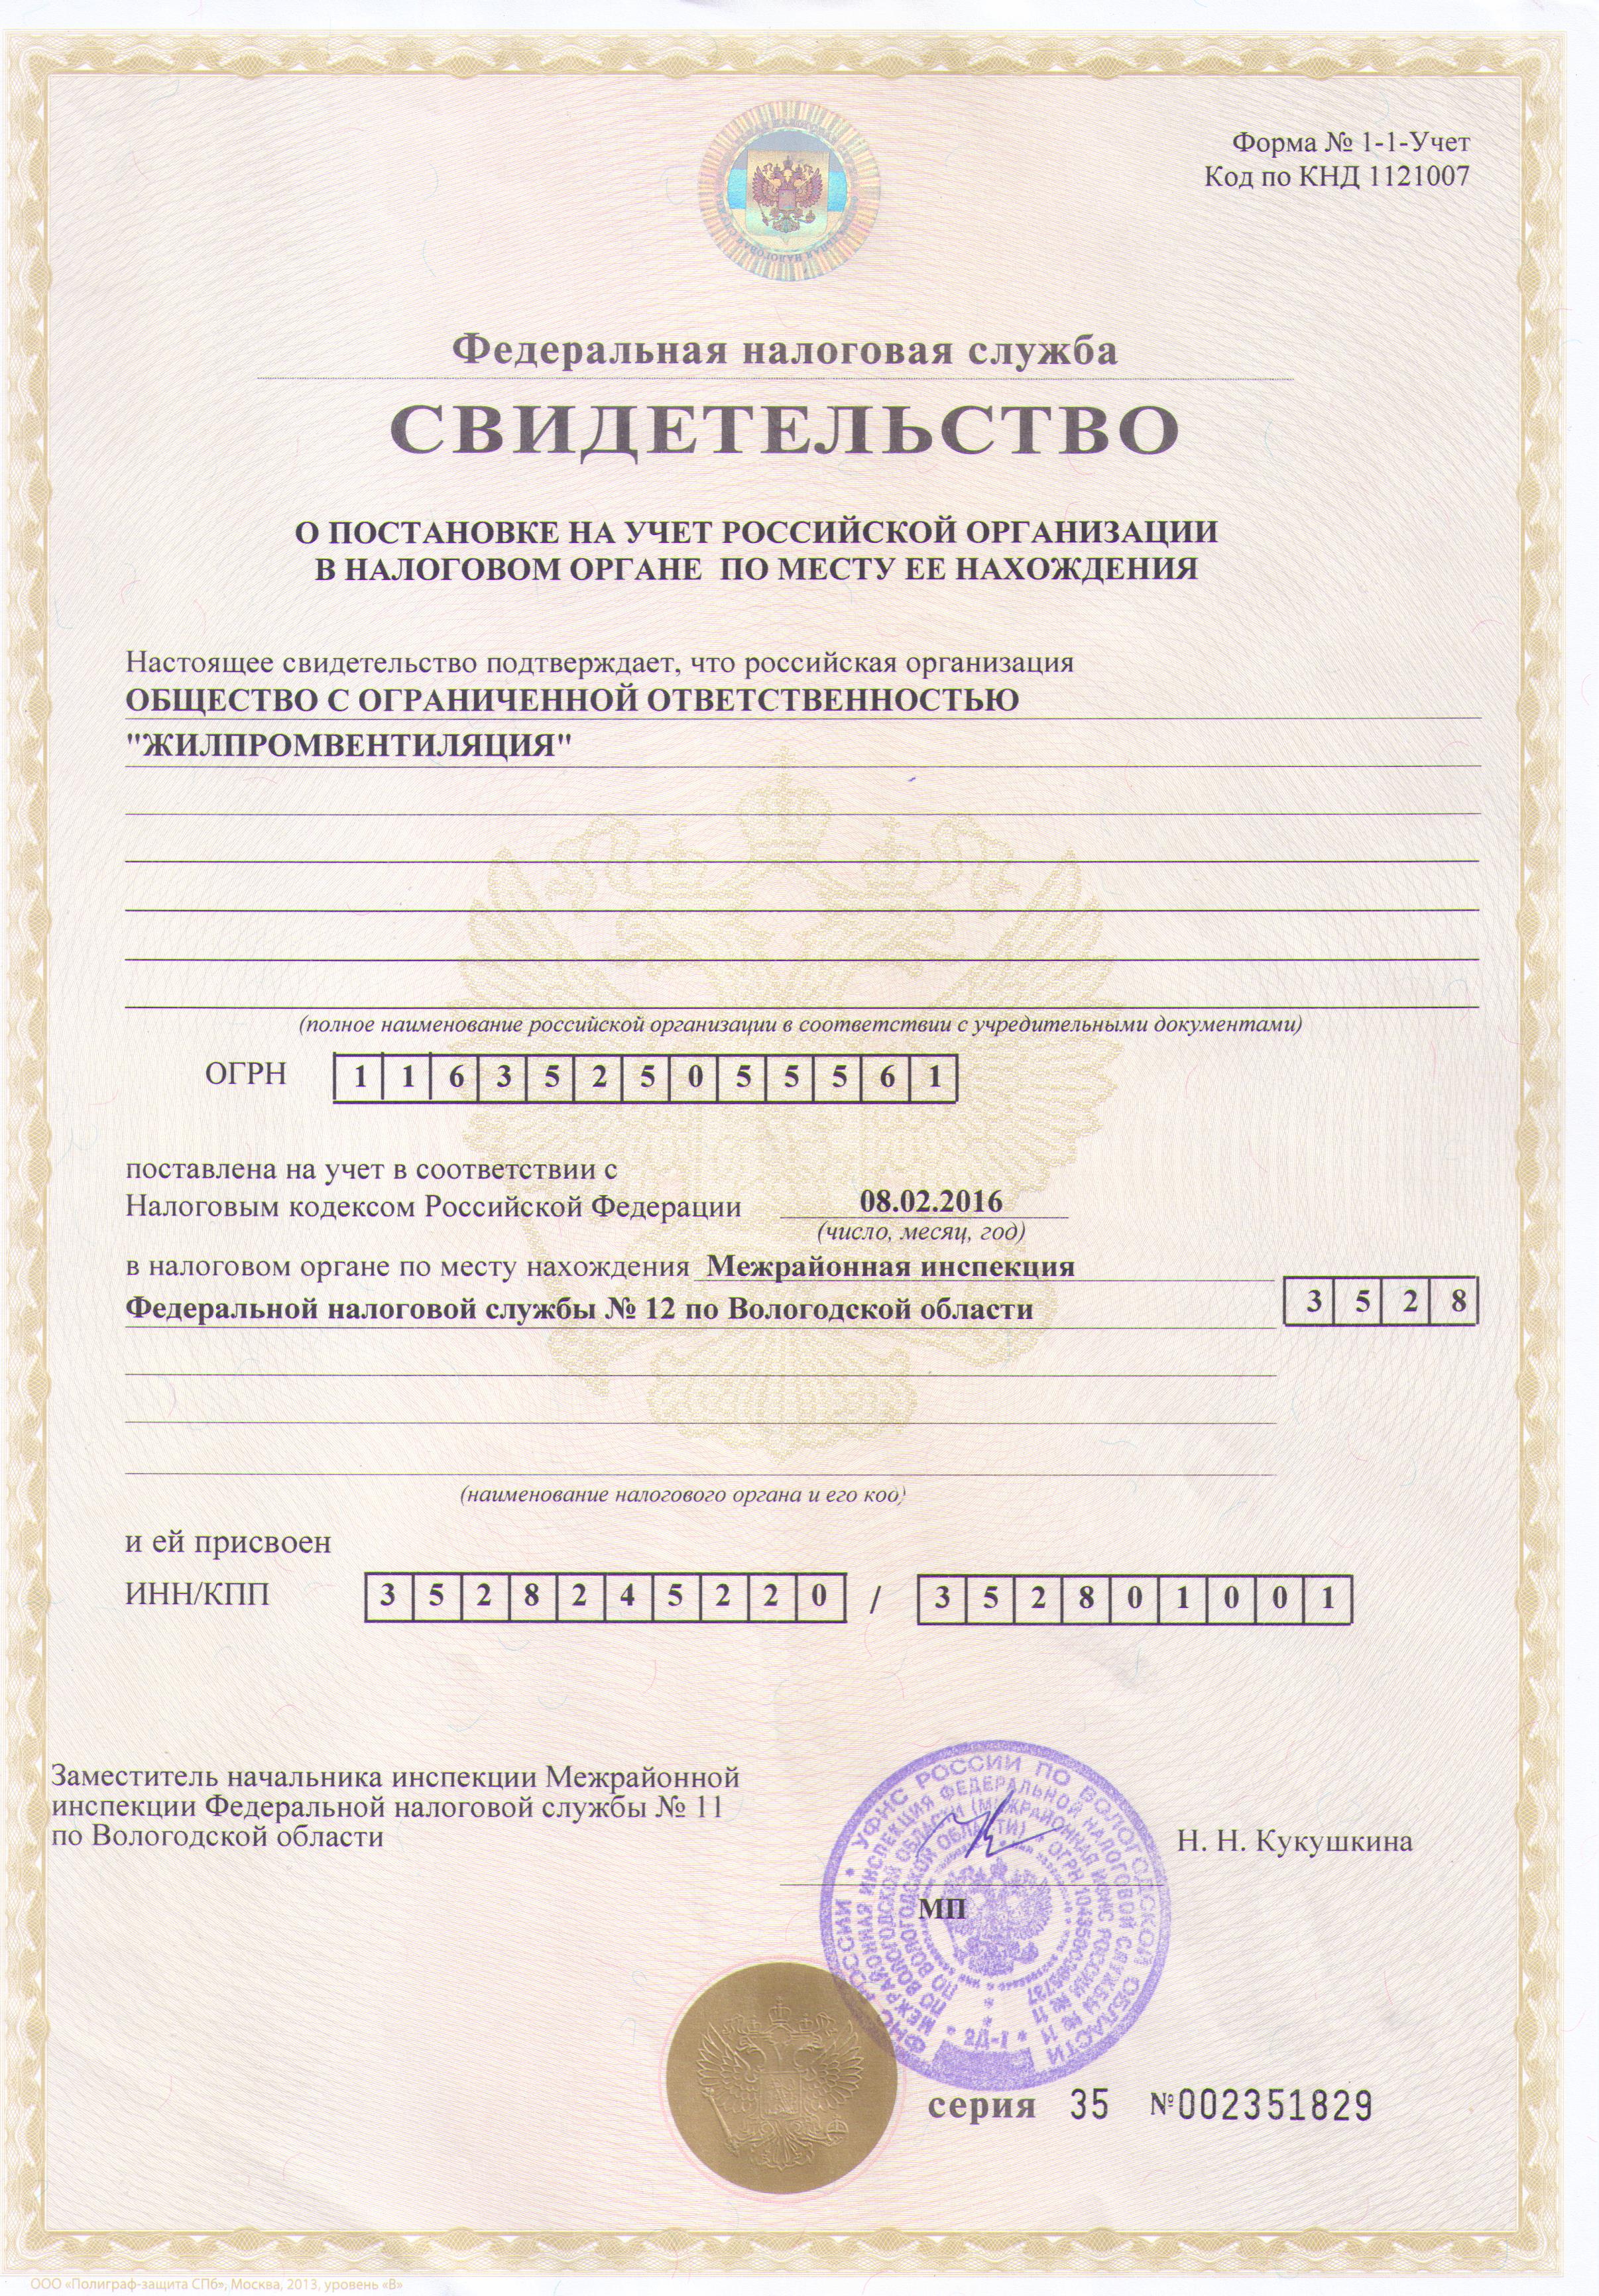 Форма № 1-1-Учет
Код по КНД 1121007
Федеральная налоговая служба
СВИДЕТЕЛЬСТВО
О ПОСТАНОВКЕ НА УЧЕТ РОССИЙСКОЙ ОРГАНИЗАЦИИ
В НАЛОГОВОМ ОРГАНЕ ПО МЕСТУ ЕЕ НАХОЖДЕНИЯ
Настоящее свидетельство подтверждает, что российская организация
ОБЩЕСТВО С ОГРАНИЧЕННОЙ ОТВЕТСТВЕННОСТЬЮ
"ЖИЛПРОМВЕНТИЛЯЦИЯ"
(полное наименование российской организации в соответствии с учредительными документами)
ОГРН 1 1 6 3 5 2 5 0 5 5 5 6 1
поставлена на учет в соответствии с
Налоговым кодексом Российской Федерации 08.02.2016
(число, месяц, год)
в налоговом органе по месту нахождения Межрайонная инспекция
Федеральной налоговой службы № 12 по Вологодской области 3 5 2 8
(наименование налогового органа и его код)
и ей присвоен
ИНН/КПП 3 5 2 8 2 4 5 2 2 0 / 3 5 2 8 0 1 0 0 1
Заместитель начальника инспекции Межрайонной
инспекции Федеральной налоговой службы № 11
по Вологодской области
Н. Н. Кукушкина
МП
ФНС РОССИИ * УФНС РОССИИ ПО ВОЛОГОДСКОЙ ОБЛАСТИ
МЕЖРАЙОННАЯ ИНСПЕКЦИЯ ФЕДЕРАЛЬНОЙ НАЛОГОВОЙ СЛУЖБЫ № 11
ПО ВОЛОГОДСКОЙ ОБЛАСТИ (МЕЖРАЙОННАЯ ИФНС РОССИИ № 11
ПО ВОЛОГОДСКОЙ ОБЛАСТИ)
* 2Д-1 *
серия 35 №002351829
ООО «Полиграф-защита СПб», Москва, 2013, уровень «В»